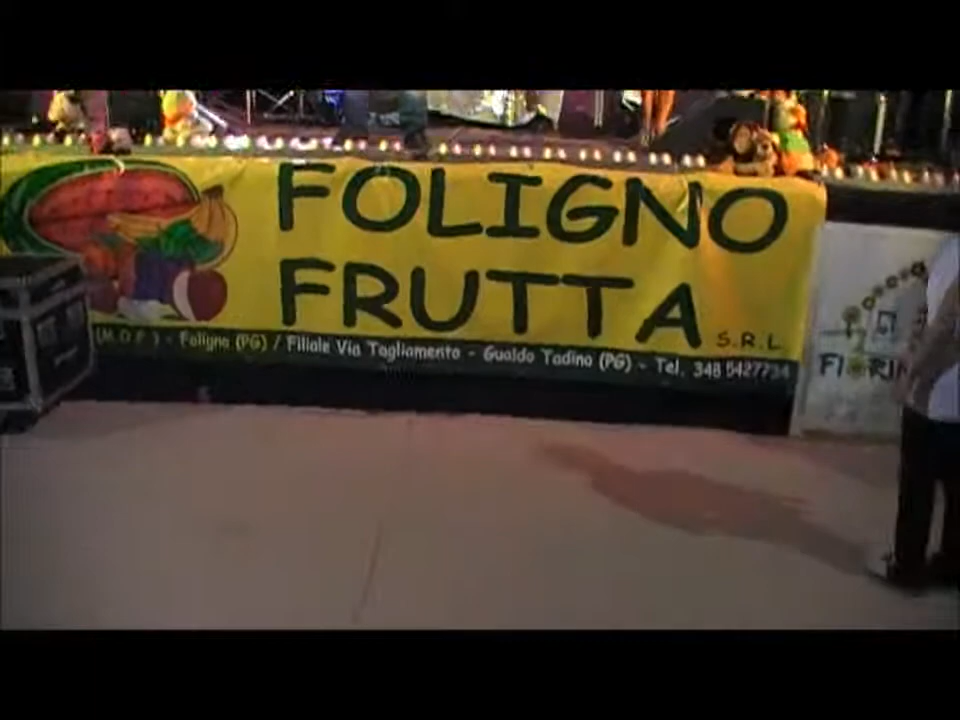 FOLIGNO
FRUTTA
S.R.L
(M.O.F.) - Foligno (PG) / Filiale Via Tagliamento - Gualdo Tadino (PG) - Tel. 348 5427734